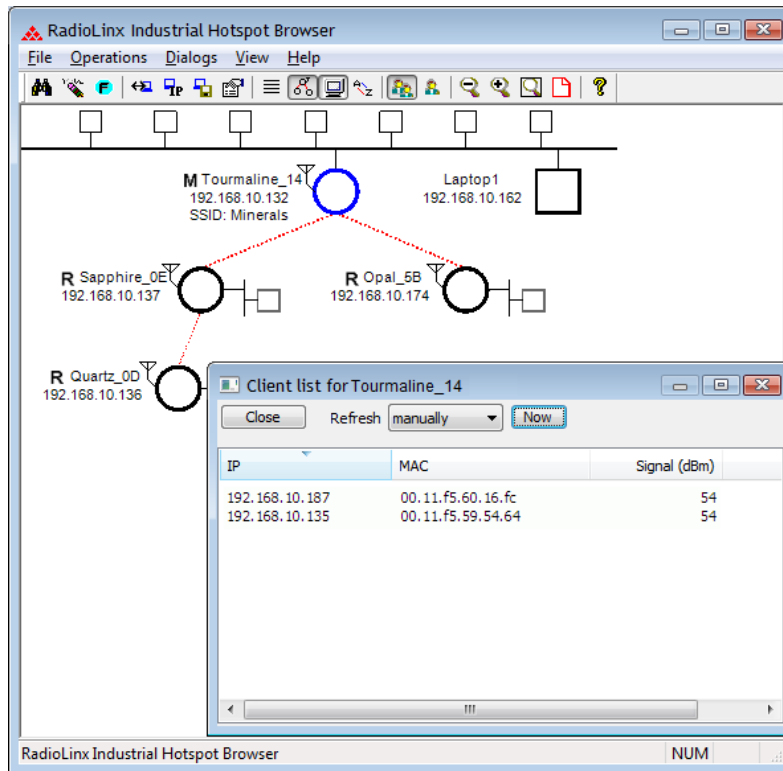 RadioLinx Industrial Hotspot Browser
File Operations Dialogs View Help
IP F A Z ?
M Tourmaline_14
192.168.10.132
SSID: Minerals
Laptop1
192.168.10.162
R Sapphire_0E
192.168.10.137
R Opal_5B
192.168.10.174
R Quartz_0D
192.168.10.136
Client list for Tourmaline_14
Close Refresh manually Now
IP MAC Signal (dBm)
192.168.10.187 00.11.f5.60.16.fc 54
192.168.10.135 00.11.f5.59.54.64 54
RadioLinx Industrial Hotspot Browser NUM